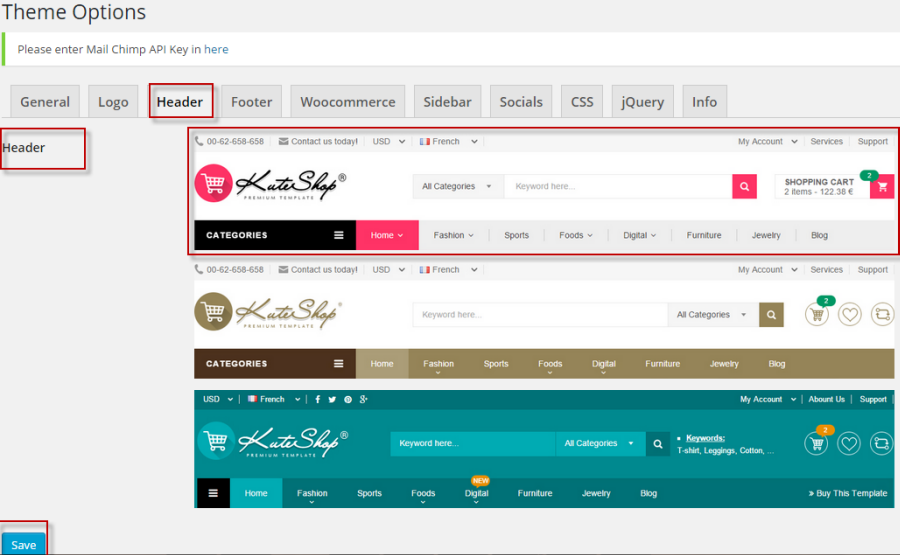 Theme Options
Please enter Mail Chimp API Key in here
General Logo Header Footer Woocommerce Sidebar Socials CSS jQuery Info
Header
00-62-658-658 Contact us today! USD French My Account Services Support
KuteShop®
PREMIUM TEMPLATE
All Categories Keyword here... SHOPPING CART 2
2 items - 122.38 €
CATEGORIES Home Fashion Sports Foods Digital Furniture Jewelry Blog
00-62-658-658 Contact us today! USD French My Account Services Support
KuteShop®
PREMIUM TEMPLATE
Keyword here... All Categories 2
CATEGORIES Home Fashion Sports Foods Digital Furniture Jewelry Blog
USD French My Account About Us Support
KuteShop®
PREMIUM TEMPLATE
Keyword here... All Categories Keywords: 2
T-shirt, Leggings, Cotton, ...
NEW
Home Fashion Sports Foods Digital Furniture Jewelry Blog » Buy This Template
Save